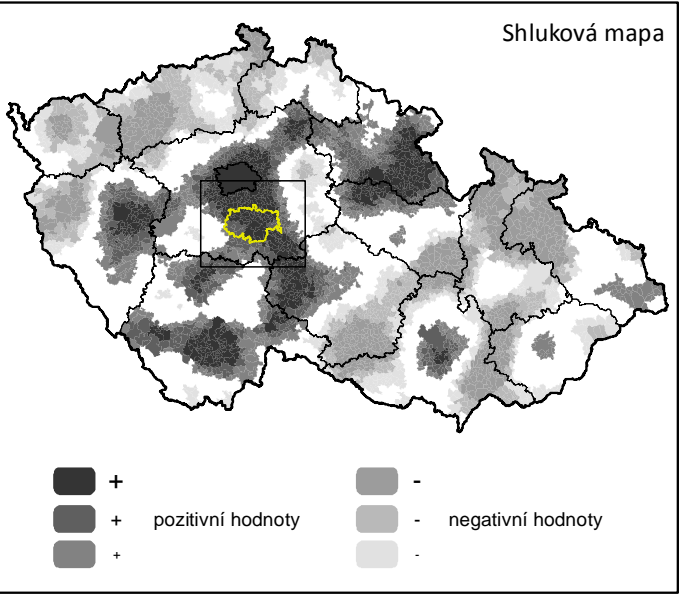 Shluková mapa
+ -
+ pozitivní hodnoty - negativní hodnoty
+ -